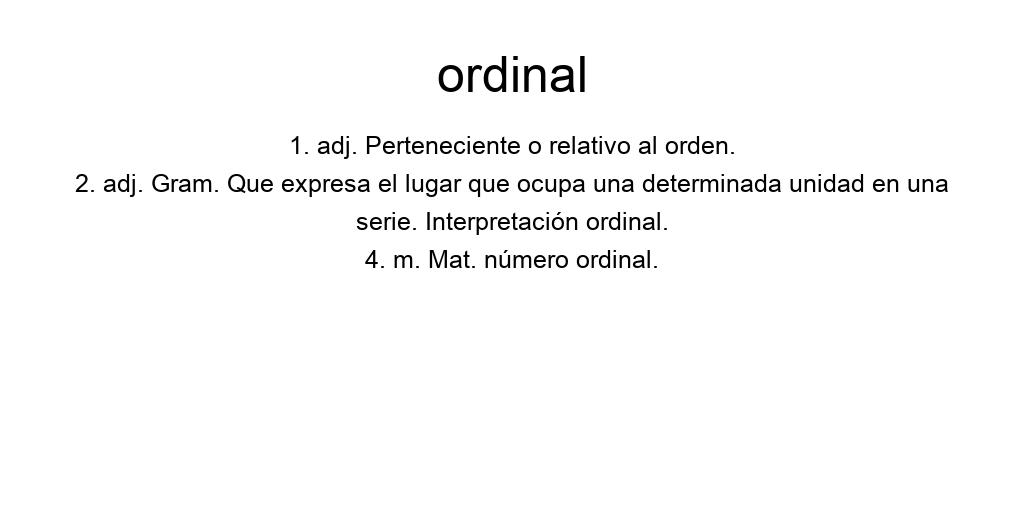 ordinal
1. adj. Perteneciente o relativo al orden.
2. adj. Gram. Que expresa el lugar que ocupa una determinada unidad en una
serie. Interpretación ordinal.
4. m. Mat. número ordinal.